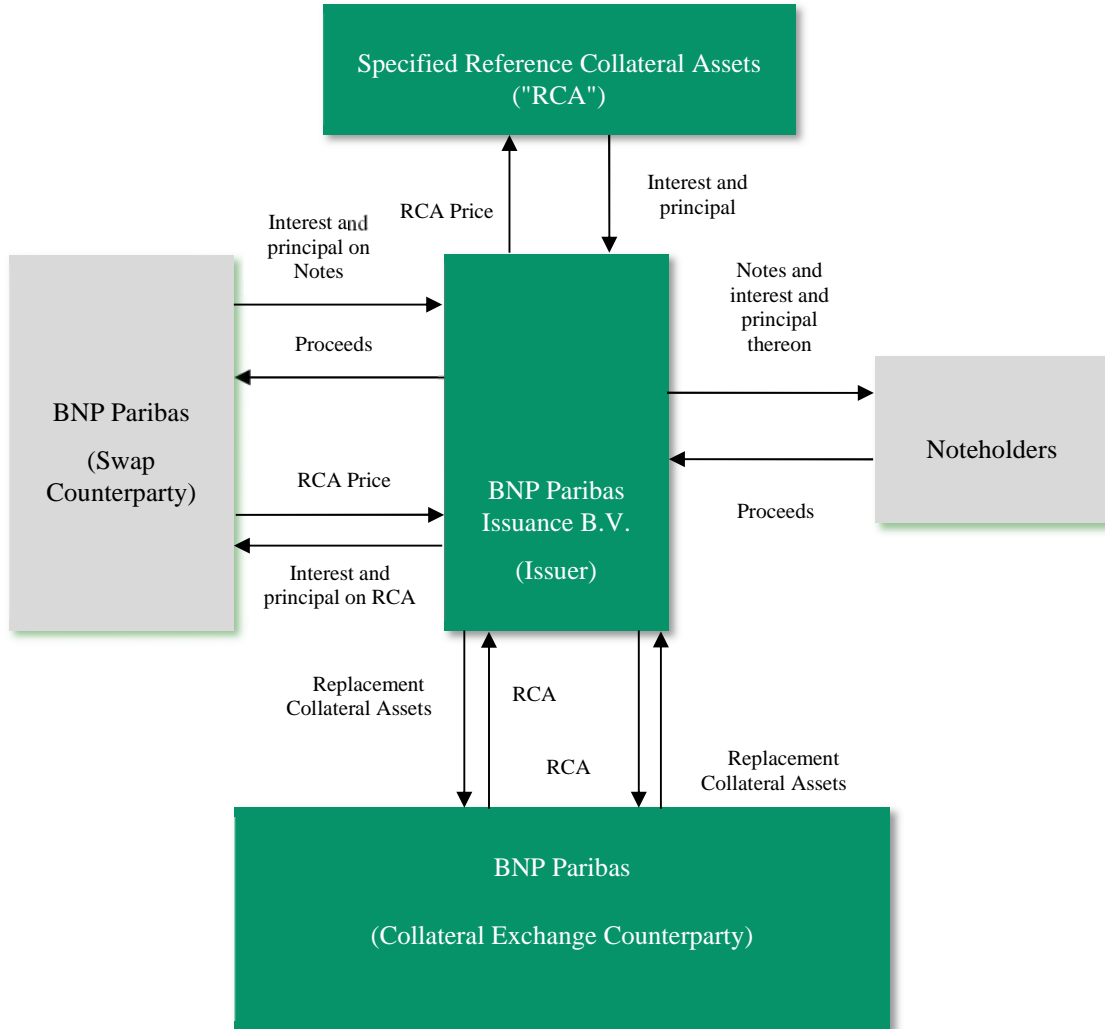 Specified Reference Collateral Assets
("RCA")
Interest and
principal
RCA Price
Interest and
principal on
Notes
Notes and
interest and
principal
thereon
Proceeds
BNP Paribas
(Swap
Counterparty)
Noteholders
RCA Price
BNP Paribas
Issuance B.V.
(Issuer)
Proceeds
Interest and
principal on RCA
Replacement
Collateral Assets
RCA
RCA
Replacement
Collateral Assets
BNP Paribas
(Collateral Exchange Counterparty)